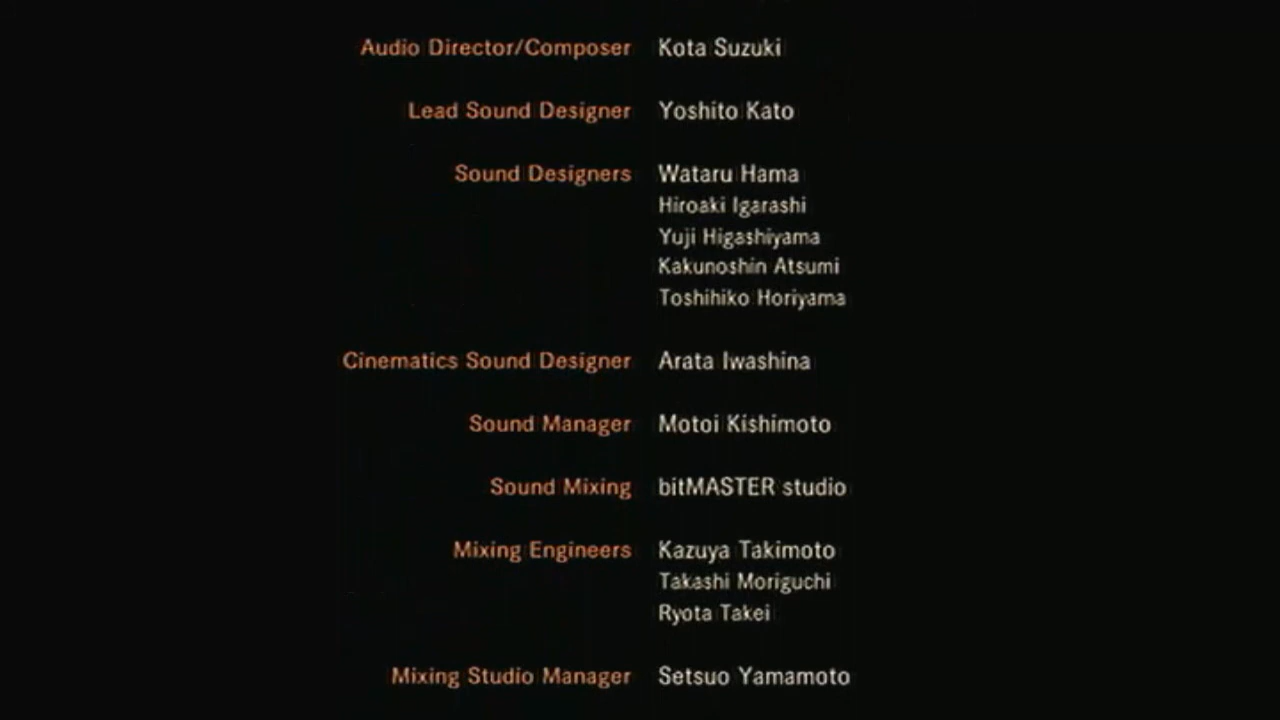 Audio Director/Composer Kota Suzuki
Lead Sound Designer Yoshito Kato
Sound Designers Wataru Hama
Hiroaki Igarashi
Yuji Higashiyama
Kakunoshin Atsumi
Toshihiko Horiyama
Cinematics Sound Designer Arata Iwashina
Sound Manager Motoi Kishimoto
Sound Mixing bitMASTER studio
Mixing Engineers Kazuya Takimoto
Takashi Moriguchi
Ryota Takei
Mixing Studio Manager Setsuo Yamamoto